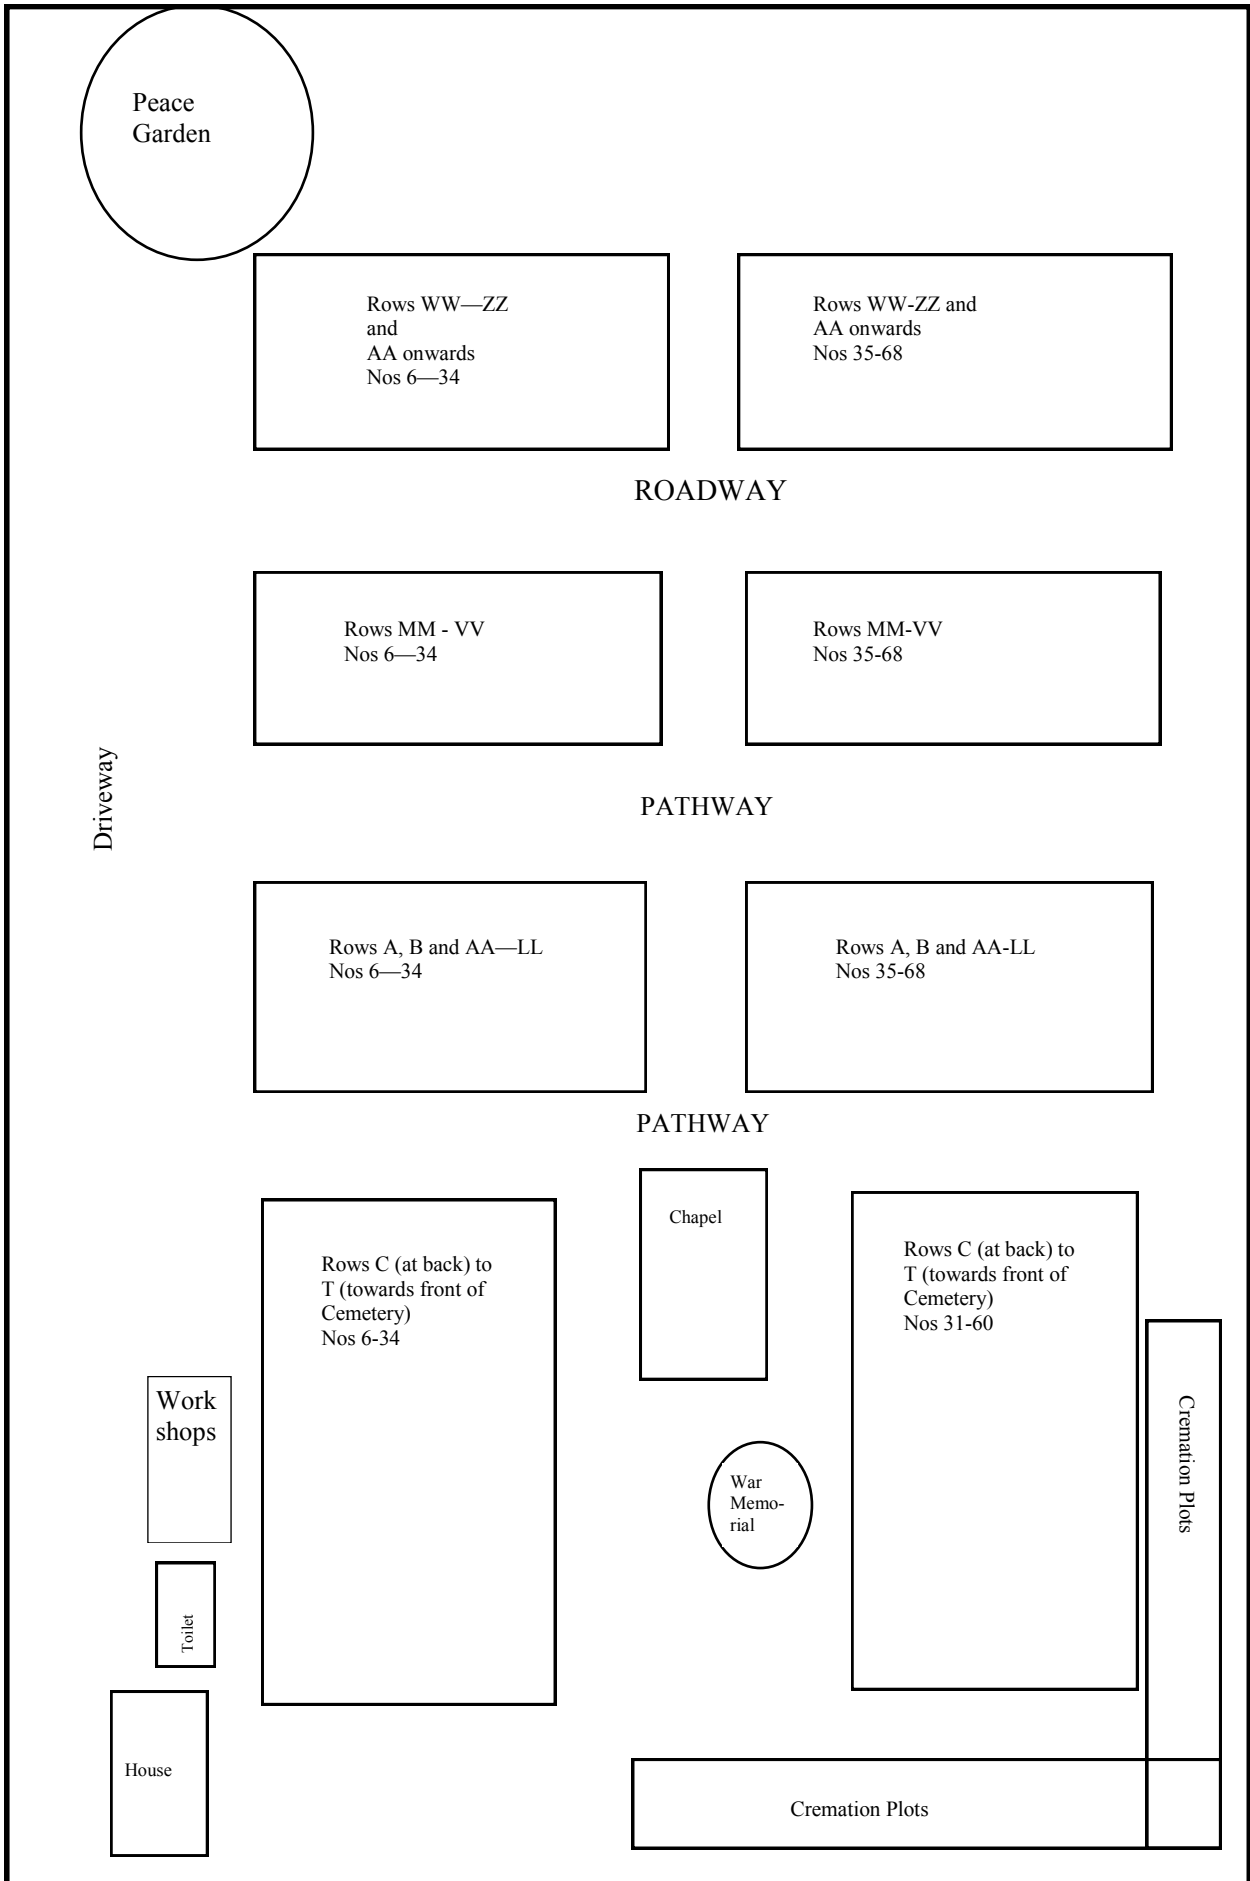 Peace
Garden
Rows WW—ZZ
and
AA onwards
Nos 6—34
Rows WW-ZZ and
AA onwards
Nos 35-68
ROADWAY
Rows MM - VV
Nos 6—34
Rows MM-VV
Nos 35-68
Driveway
PATHWAY
Rows A, B and AA—LL
Nos 6—34
Rows A, B and AA-LL
Nos 35-68
PATHWAY
Chapel
Rows C (at back) to
T (towards front of
Cemetery)
Nos 6-34
Rows C (at back) to
T (towards front of
Cemetery)
Nos 31-60
Work
shops
Cremation Plots
War
Memo-
rial
Toilet
House
Cremation Plots